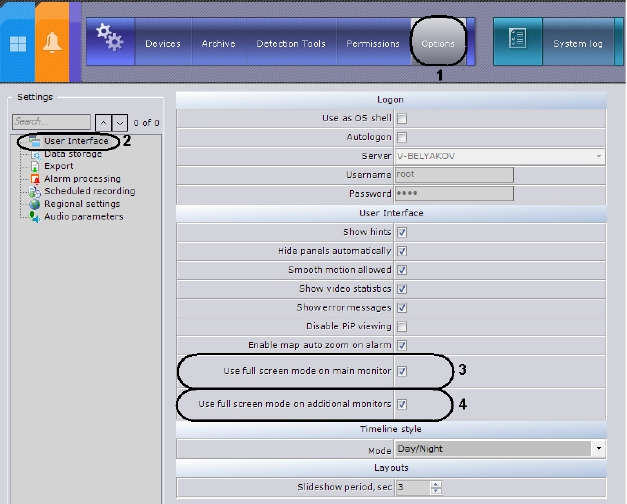 Devices Archive Detection Tools Permissions Options System log
1
Settings
Search... 0 of 0
User Interface 2
Data storage
Export
Alarm processing
Scheduled recording
Regional settings
Audio parameters
Logon
Use as OS shell
Autologon
Server V-BELYAKOV
Username root
Password ••••
User Interface
Show hints
Hide panels automatically
Smooth motion allowed
Show video statistics
Show error messages
Disable PiP viewing
Enable map auto zoom on alarm
Use full screen mode on main monitor 3
Use full screen mode on additional monitors 4
Timeline style
Mode Day/Night
Layouts
Slideshow period, sec 3